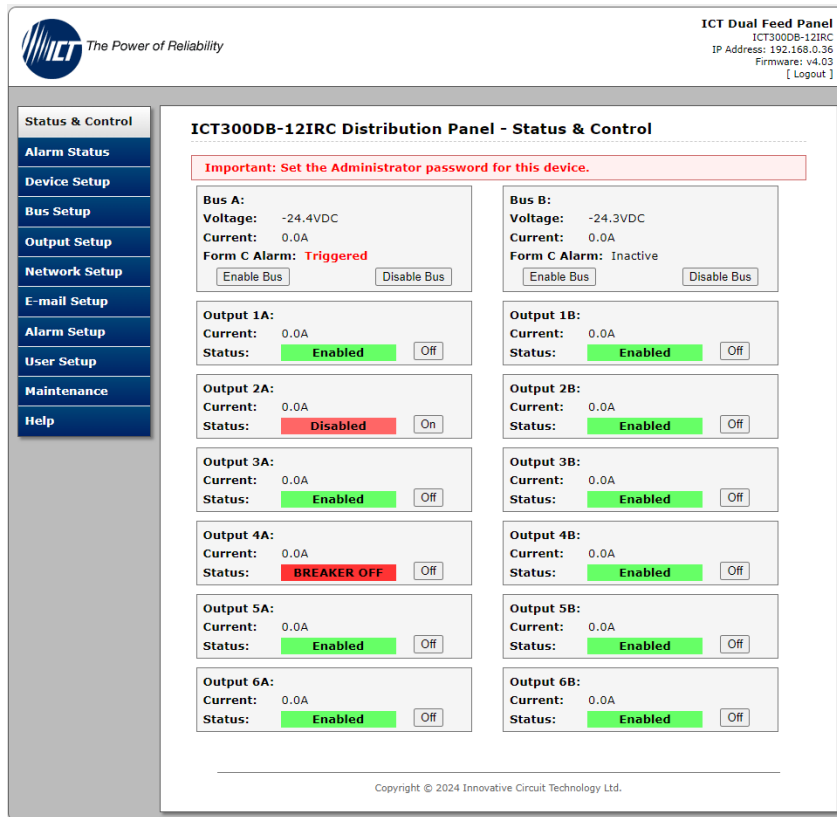 ICT The Power of Reliability
ICT Dual Feed Panel
ICT300DB-12IRC
IP Address: 192.168.0.36
Firmware: v4.03
[ Logout ]
Status & Control
Alarm Status
Device Setup
Bus Setup
Output Setup
Network Setup
E-mail Setup
Alarm Setup
User Setup
Maintenance
Help
ICT300DB-12IRC Distribution Panel - Status & Control
Important: Set the Administrator password for this device.
Bus A:
Voltage: -24.4VDC
Current: 0.0A
Form C Alarm: Triggered
Enable Bus Disable Bus
Bus B:
Voltage: -24.3VDC
Current: 0.0A
Form C Alarm: Inactive
Enable Bus Disable Bus
Output 1A:
Current: 0.0A
Status: Enabled Off
Output 1B:
Current: 0.0A
Status: Enabled Off
Output 2A:
Current: 0.0A
Status: Disabled On
Output 2B:
Current: 0.0A
Status: Enabled Off
Output 3A:
Current: 0.0A
Status: Enabled Off
Output 3B:
Current: 0.0A
Status: Enabled Off
Output 4A:
Current: 0.0A
Status: BREAKER OFF Off
Output 4B:
Current: 0.0A
Status: Enabled Off
Output 5A:
Current: 0.0A
Status: Enabled Off
Output 5B:
Current: 0.0A
Status: Enabled Off
Output 6A:
Current: 0.0A
Status: Enabled Off
Output 6B:
Current: 0.0A
Status: Enabled Off
Copyright © 2024 Innovative Circuit Technology Ltd.